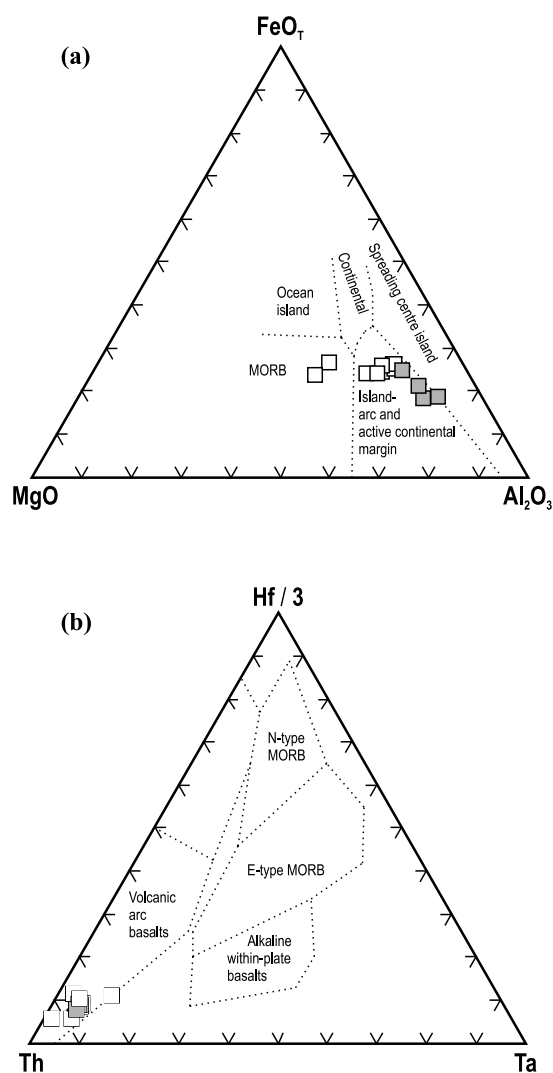 (a)
FeOT
Ocean
island
Continental
Spreading centre island
MORB
Island-
arc and
active continental
margin
MgO
Al2O3
(b)
Hf / 3
N-type
MORB
E-type MORB
Volcanic
arc
basalts
Alkaline
within-plate
basalts
Th
Ta